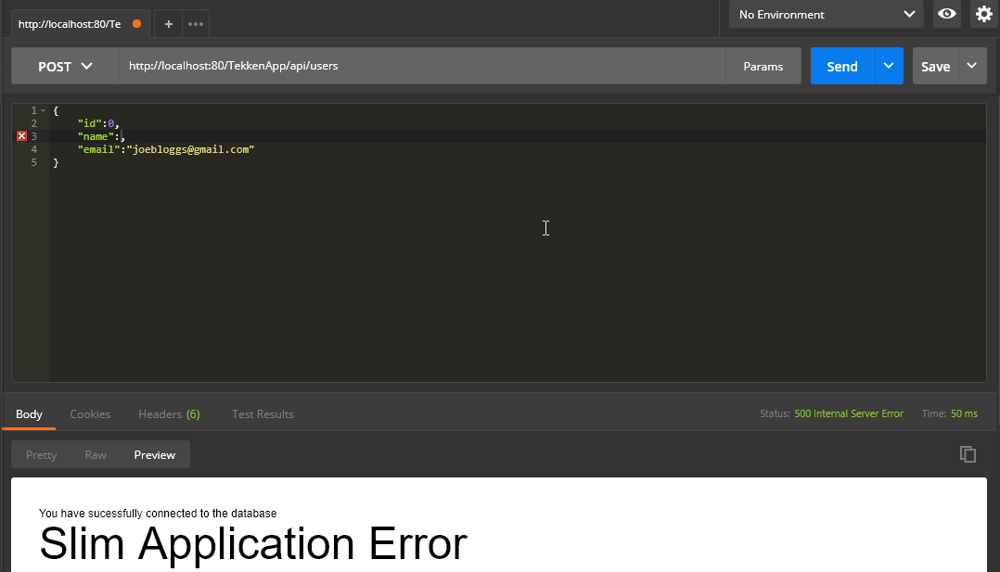 http://localhost:80/Te + ••• No Environment
POST http://localhost:80/TekkenApp/api/users Params Send Save
1 {
2 "id":0,
3 "name":,
4 "email":"joebloggs@gmail.com"
5 }
Body Cookies Headers (6) Test Results Status: 500 Internal Server Error Time: 50 ms
Pretty Raw Preview
You have sucessfully connected to the database
Slim Application Error